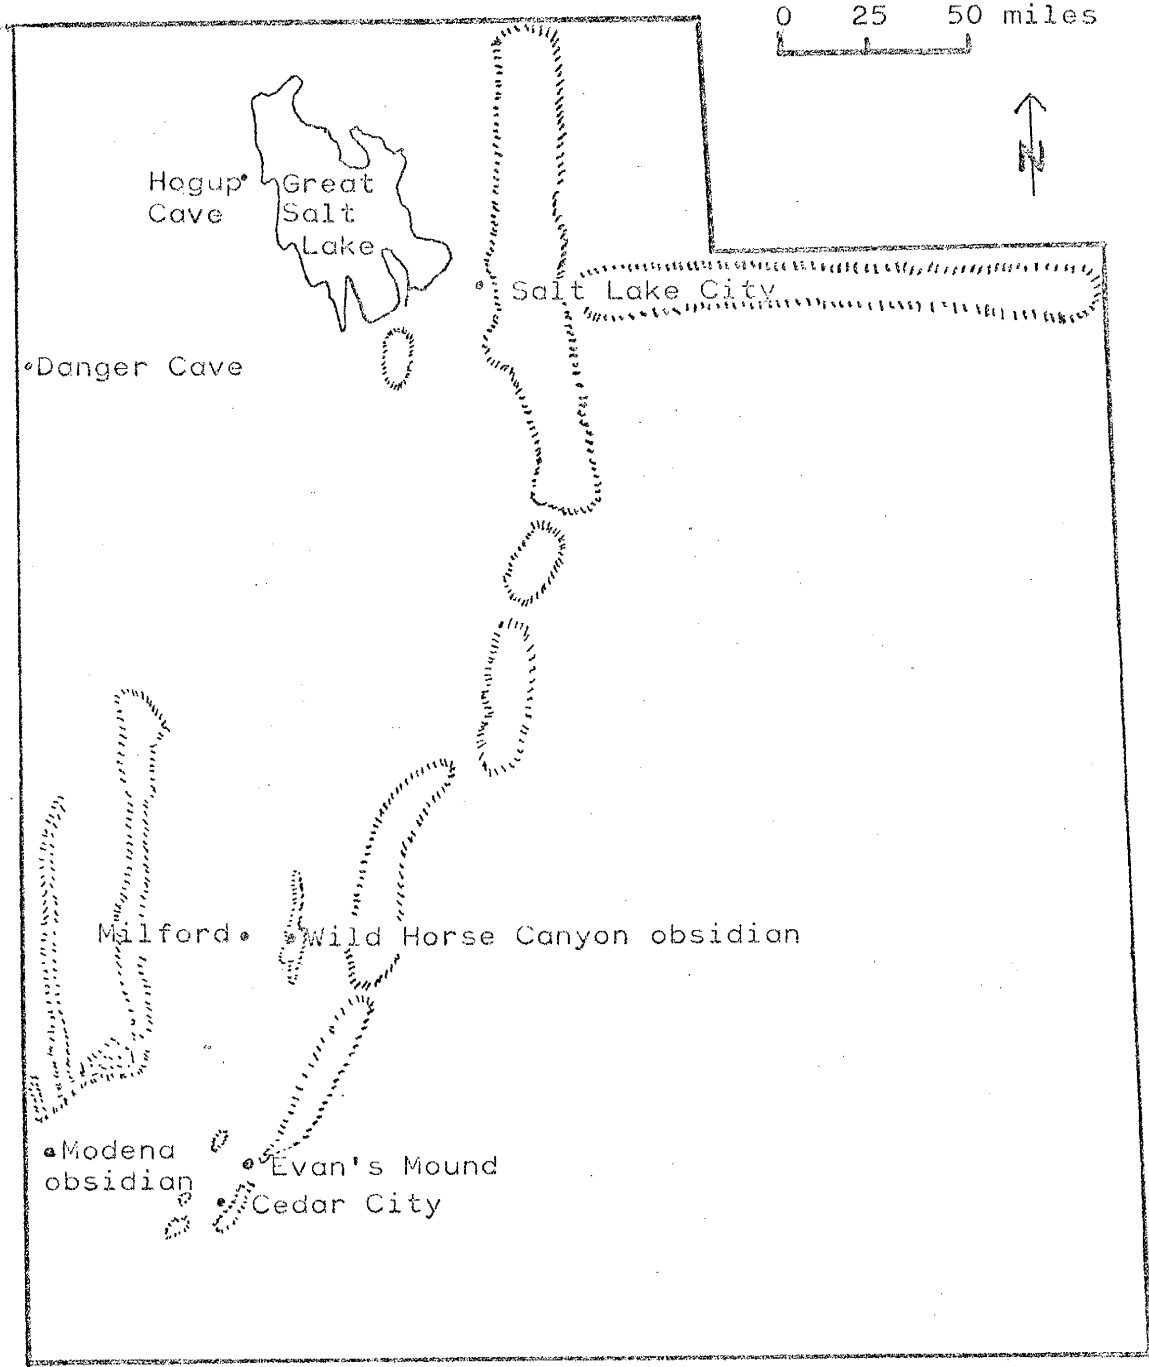 0 25 50 miles
N
Hogup
Cave
Great
Salt
Lake
Salt Lake City
Danger Cave
Milford
Wild Horse Canyon obsidian
Modena
obsidian
Evan's Mound
Cedar City